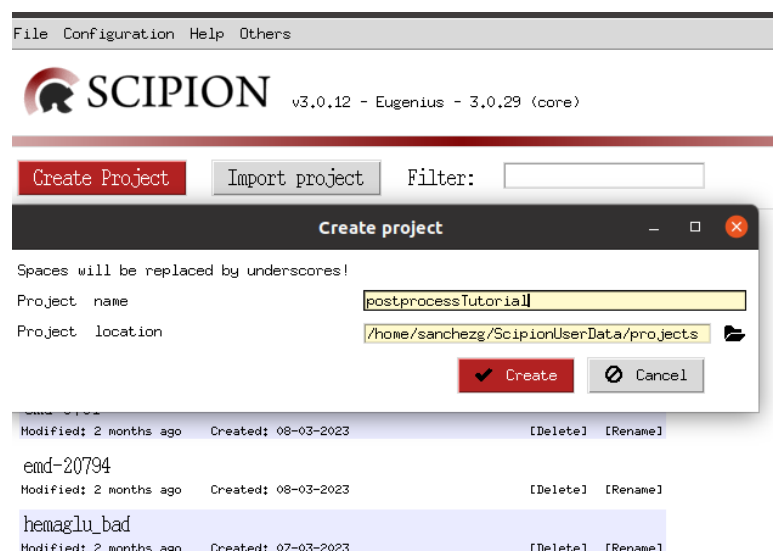 File Configuration Help Others
SCIPION v3.0.12 - Eugenius - 3.0.29 (core)
Create Project Import project Filter:
Create project
Spaces will be replaced by underscores!
Project name postprocessTutorial
Project location /home/sanchezg/ScipionUserData/projects
Create Cancel
Modified: 2 months ago Created: 08-03-2023 [Delete] [Rename]
emd-20794
Modified: 2 months ago Created: 08-03-2023 [Delete] [Rename]
hemaglu_bad
Modified: 2 months ago Created: 07-03-2023 [Delete] [Rename]